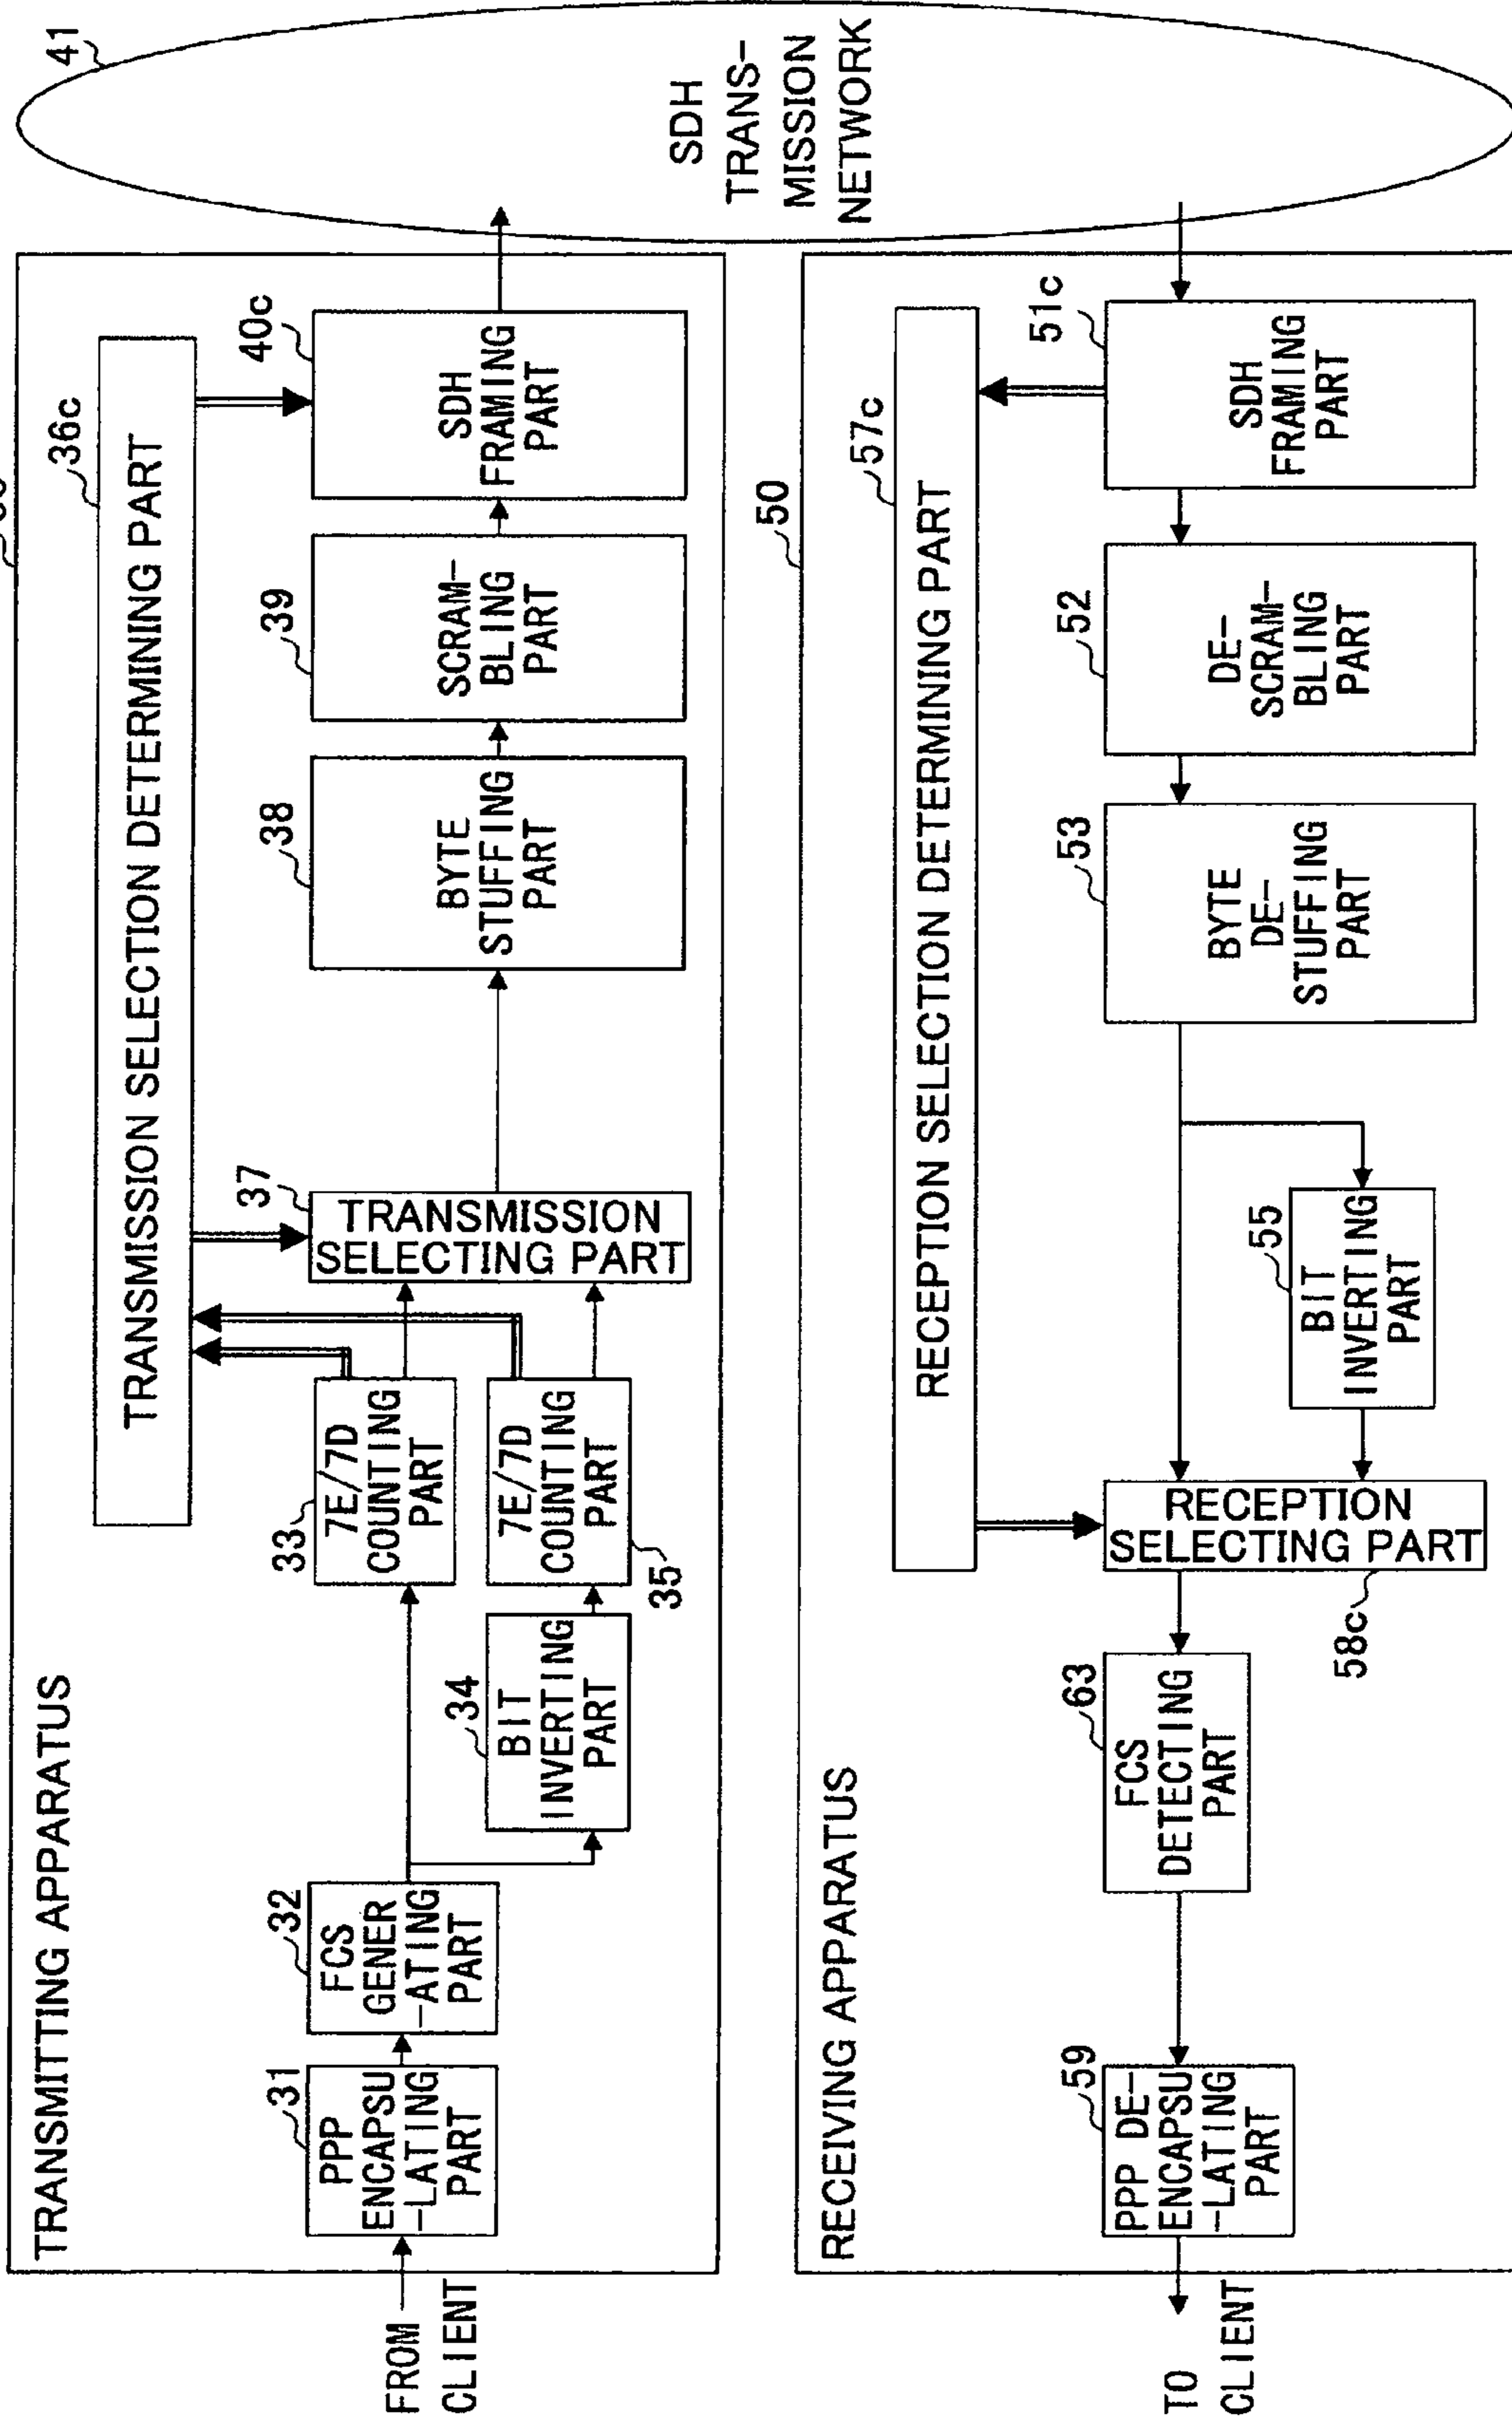 TRANSMITTING APPARATUS
FROM
CLIENT
31
PPP
ENCAPSU
-LATING
PART
32
FCS
GENER
-ATING
PART
33
7E/7D
COUNTING
PART
34
BIT
INVERTING
PART
7E/7D
COUNTING
PART
35
36c
TRANSMISSION SELECTION DETERMINING PART
37
TRANSMISSION
SELECTING PART
38
BYTE
STUFFING
PART
39
SCRAM-
BLING
PART
40c
SDH
FRAMING
PART
41
SDH
TRANS-
MISSION
NETWORK
50
RECEIVING APPARATUS
57c
RECEPTION SELECTION DETERMINING PART
51c
SDH
FRAMING
PART
52
DE-
SCRAM-
BLING
PART
53
BYTE
DE-
STUFFING
PART
55
BIT
INVERTING
PART
RECEPTION
SELECTING PART
58c
63
FCS
DETECTING
PART
59
PPP DE-
ENCAPSU
-LATING
PART
TO
CLIENT